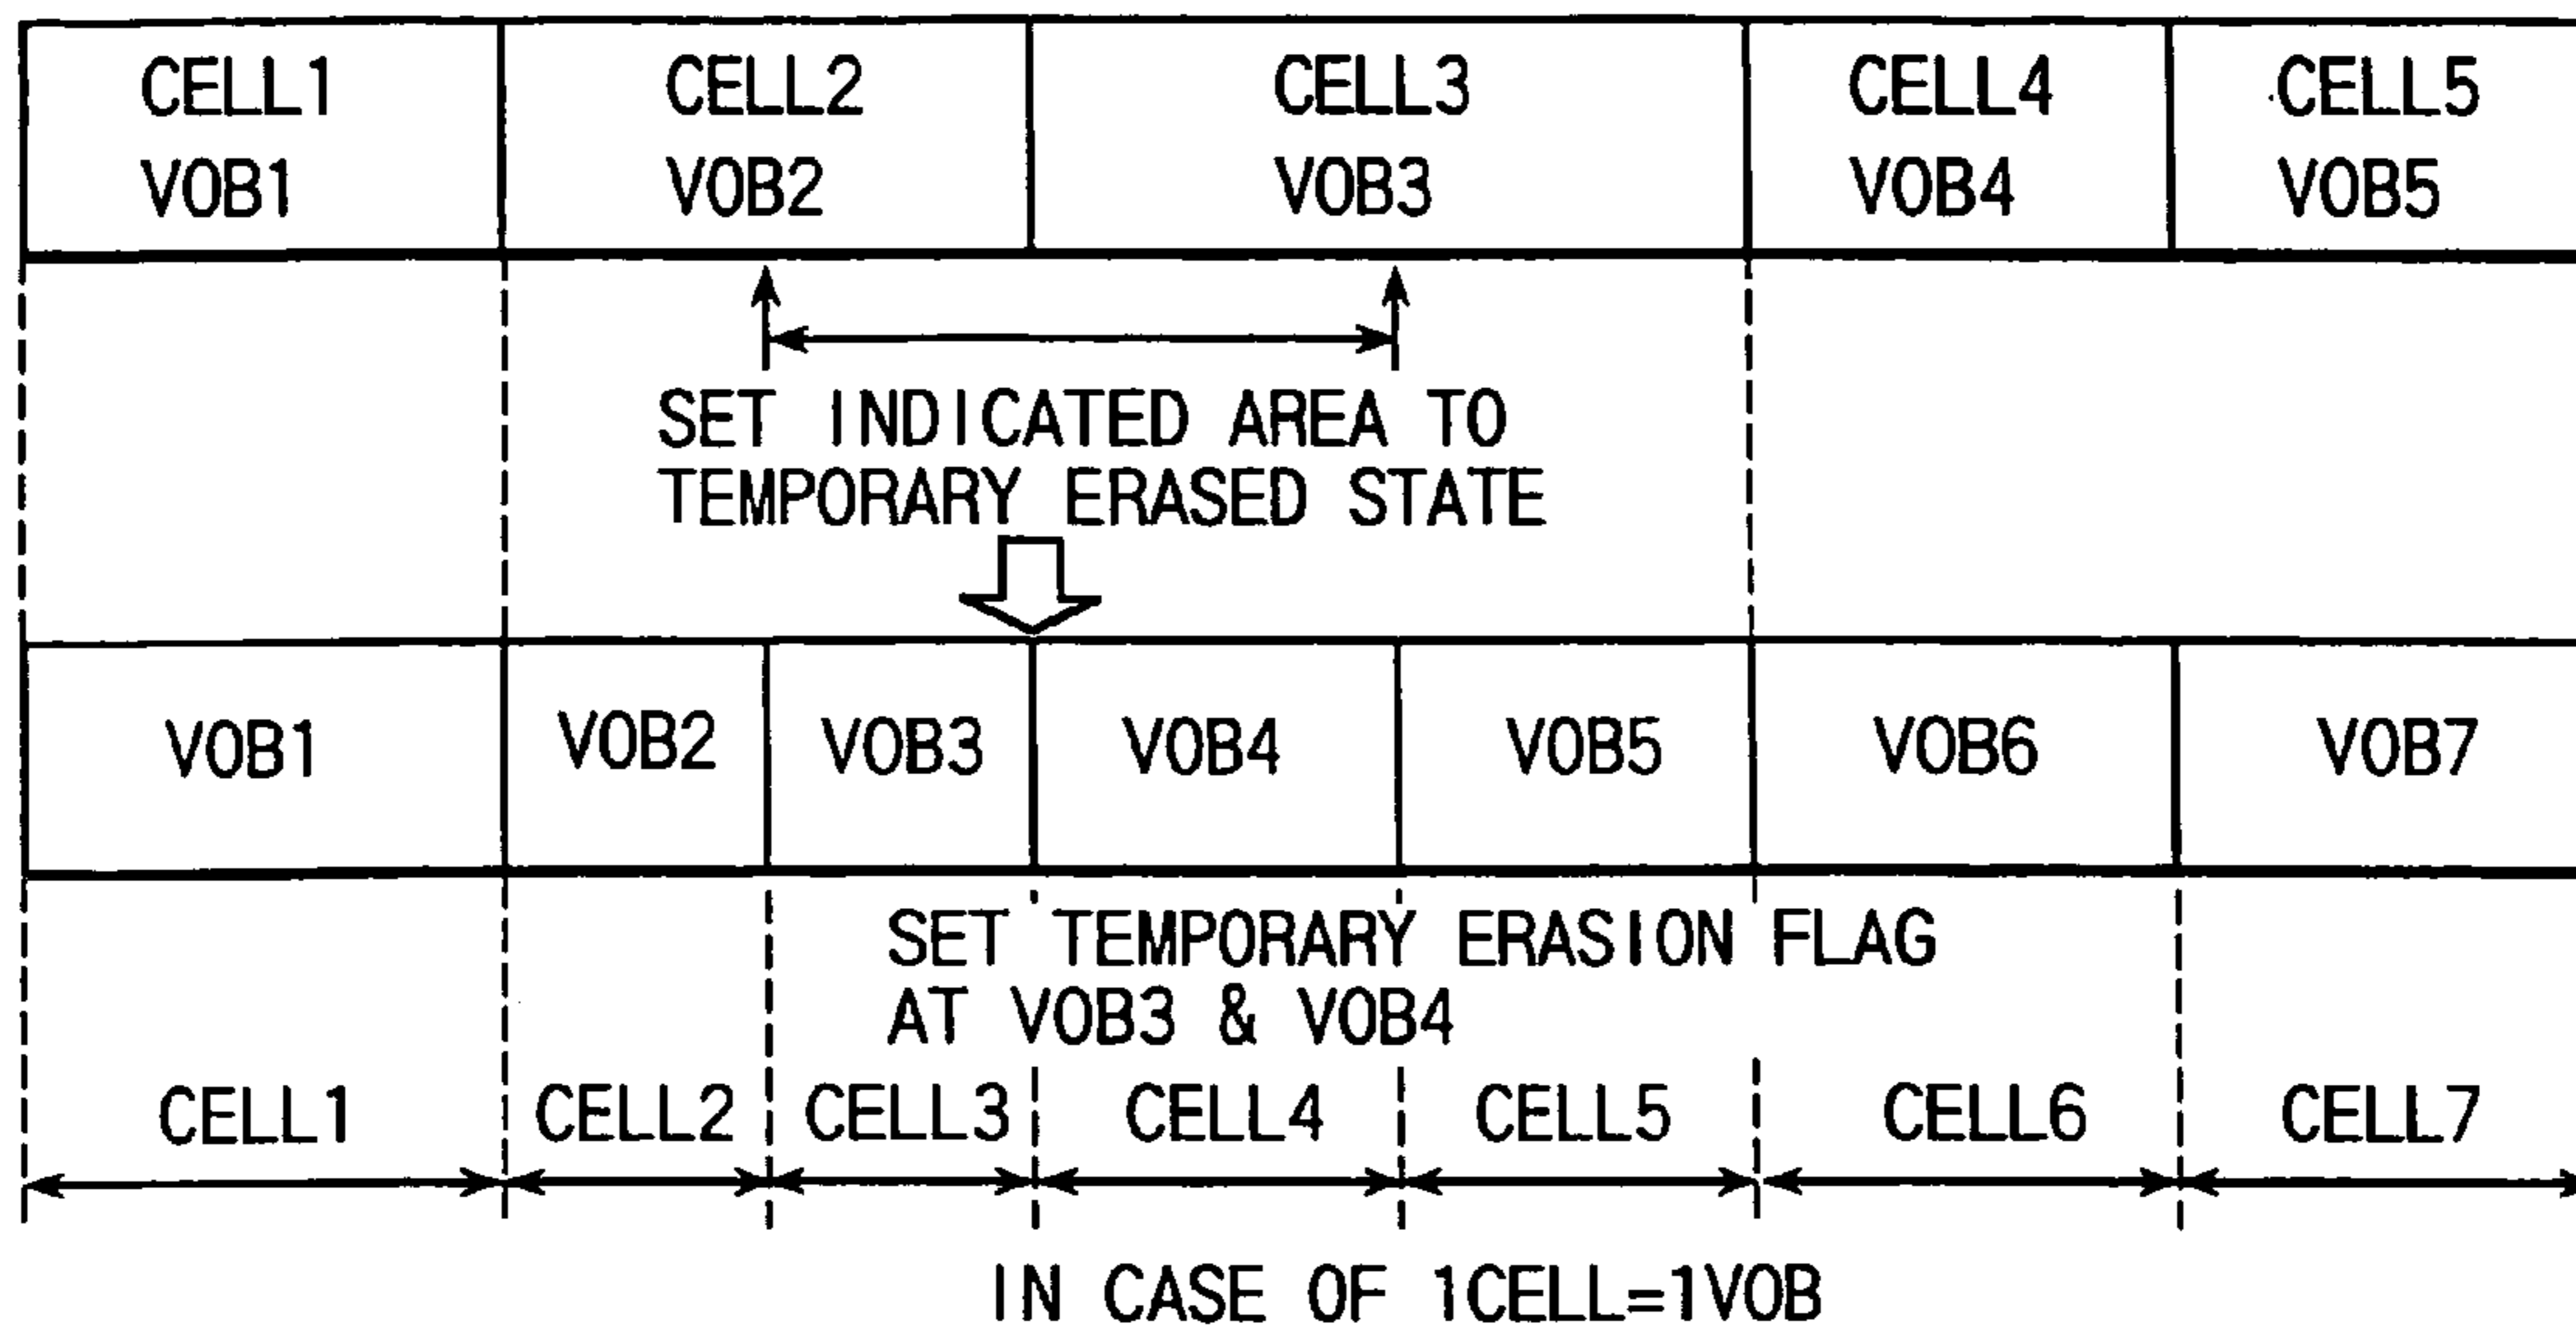 CELL1 CELL2 CELL3 CELL4 CELL5
VOB1 VOB2 VOB3 VOB4 VOB5
SET INDICATED AREA TO
TEMPORARY ERASED STATE
VOB1 VOB2 VOB3 VOB4 VOB5 VOB6 VOB7
SET TEMPORARY ERASION FLAG
AT VOB3 & VOB4
CELL1 CELL2 CELL3 CELL4 CELL5 CELL6 CELL7
IN CASE OF 1CELL=1VOB